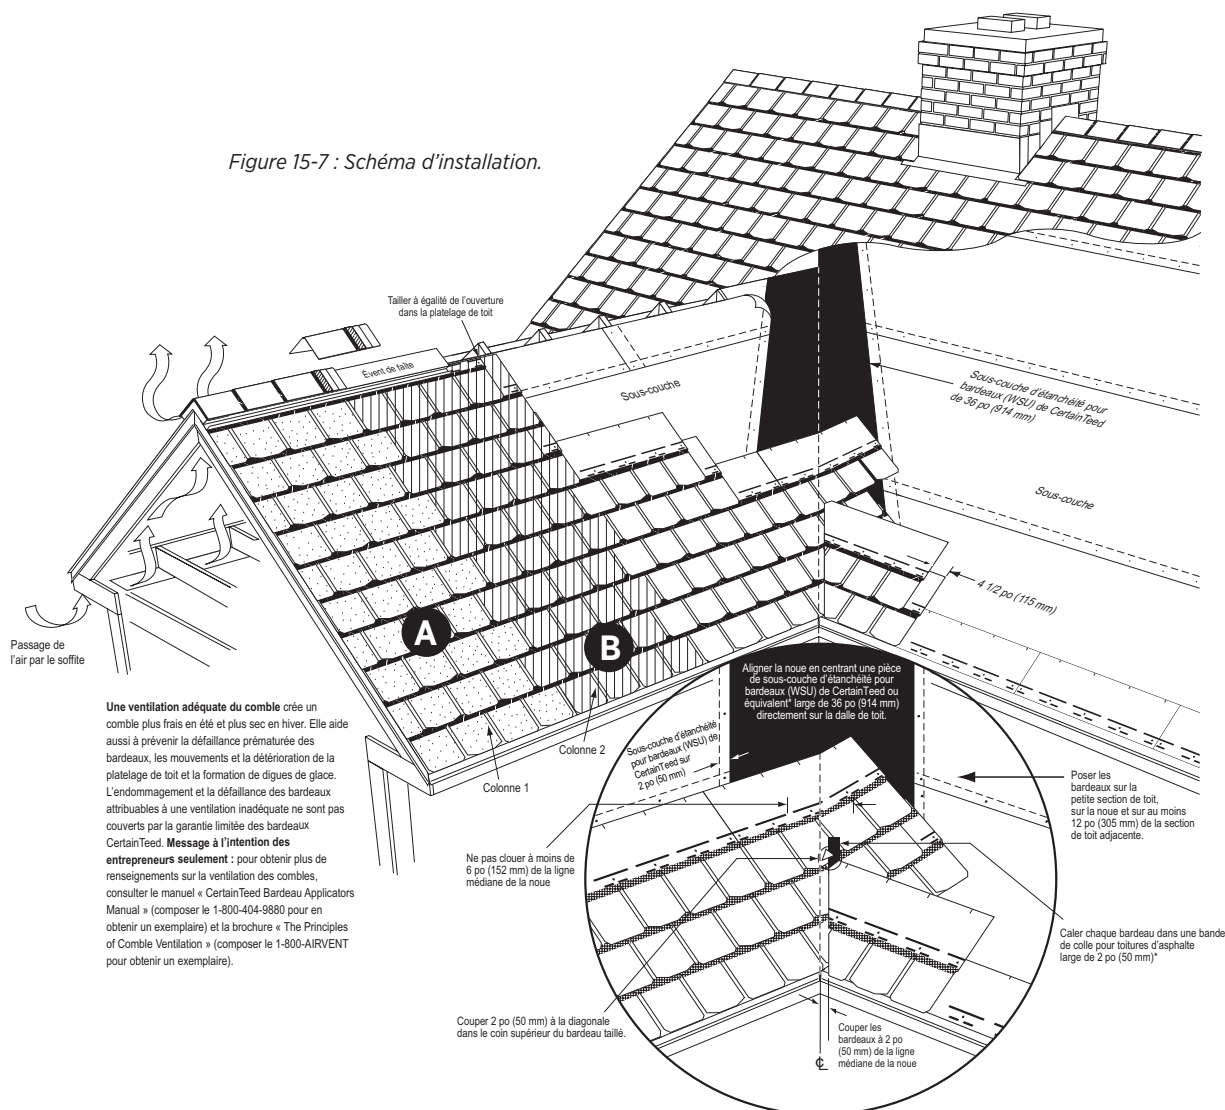 Figure 15-7 : Schéma d’installation.
Tailler à égalité de l’ouverture
dans la platelage de toit
Évent de faîte
Sous-couche
Sous-couche d’étanchéité pour
bardeaux (WSU) de CertainTeed
de 36 po (914 mm)
Sous-couche
4 1/2 po (115 mm)
Passage de
l’air par le soffite
A
B
Colonne 2
Colonne 1
Une ventilation adéquate du comble crée un
comble plus frais en été et plus sec en hiver. Elle aide
aussi à prévenir la défaillance prématurée des
bardeaux, les mouvements et la détérioration de la
platelage de toit et la formation de digues de glace.
L’endommagement et la défaillance des bardeaux
attribuables à une ventilation inadéquate ne sont pas
couverts par la garantie limitée des bardeaux
CertainTeed. Message à l’intention des
entrepreneurs seulement : pour obtenir plus de
renseignements sur la ventilation des combles,
consulter le manuel « CertainTeed Bardeau Applicators
Manual » (composer le 1-800-404-9880 pour en
obtenir un exemplaire) et la brochure « The Principles
of Comble Ventilation » (composer le 1-800-AIRVENT
pour obtenir un exemplaire).
Aligner la noue en centrant une pièce
de sous-couche d’étanchéité pour
bardeaux (WSU) de CertainTeed ou
équivalent* large de 36 po (914 mm)
directement sur la dalle de toit.
Sous-couche d’étanchéité
pour bardeaux (WSU) de
CertainTeed sur
2 po (50 mm)
Poser les
bardeaux sur la
petite section de toit,
sur la noue et sur au moins
12 po (305 mm) de la section
de toit adjacente.
Ne pas clouer à moins de
6 po (152 mm) de la ligne
médiane de la noue
Caler chaque bardeau dans une bande
de colle pour toitures d’asphalte
large de 2 po (50 mm)*
Couper 2 po (50 mm) à la diagonale
dans le coin supérieur du bardeau taillé.
Couper les
bardeaux à 2 po
(50 mm) de la ligne
médiane de la noue
℄